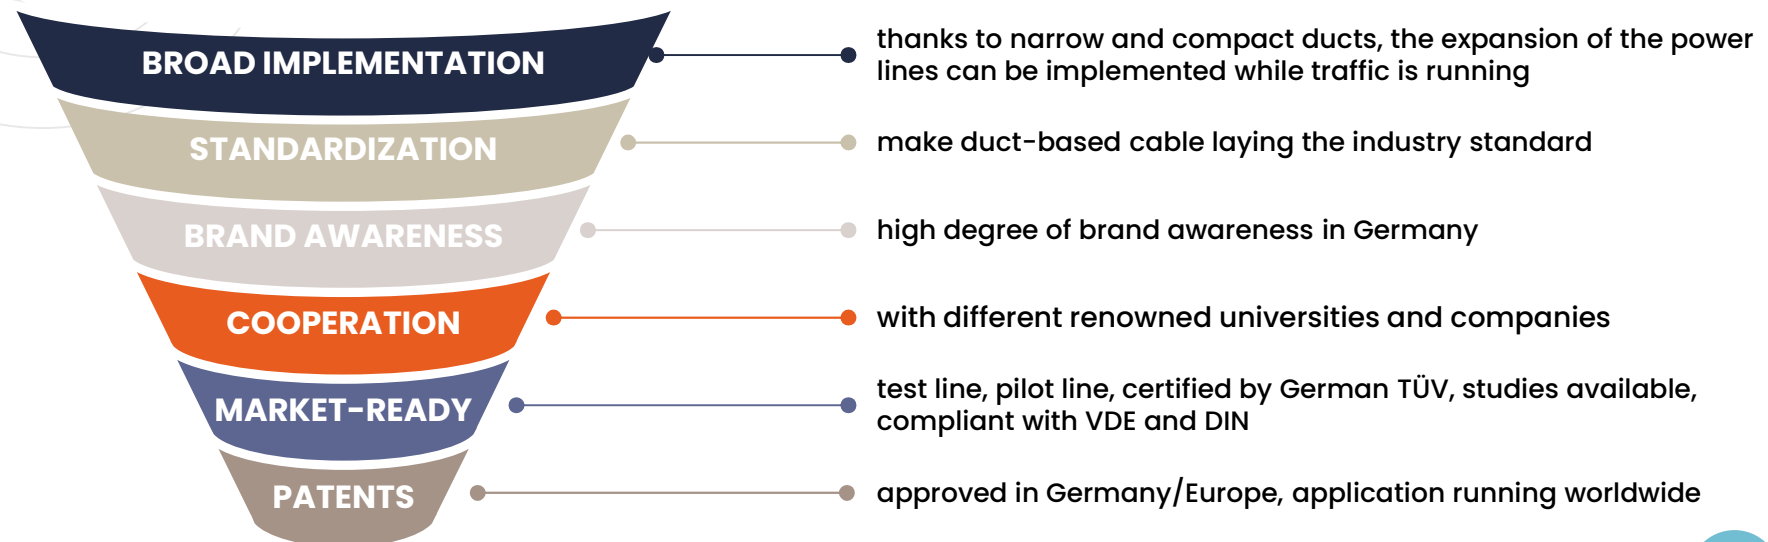 BROAD IMPLEMENTATION
thanks to narrow and compact ducts, the expansion of the power
lines can be implemented while traffic is running
STANDARDIZATION
make duct-based cable laying the industry standard
BRAND AWARENESS
high degree of brand awareness in Germany
COOPERATION
with different renowned universities and companies
MARKET-READY
test line, pilot line, certified by German TÜV, studies available,
compliant with VDE and DIN
PATENTS
approved in Germany/Europe, application running worldwide